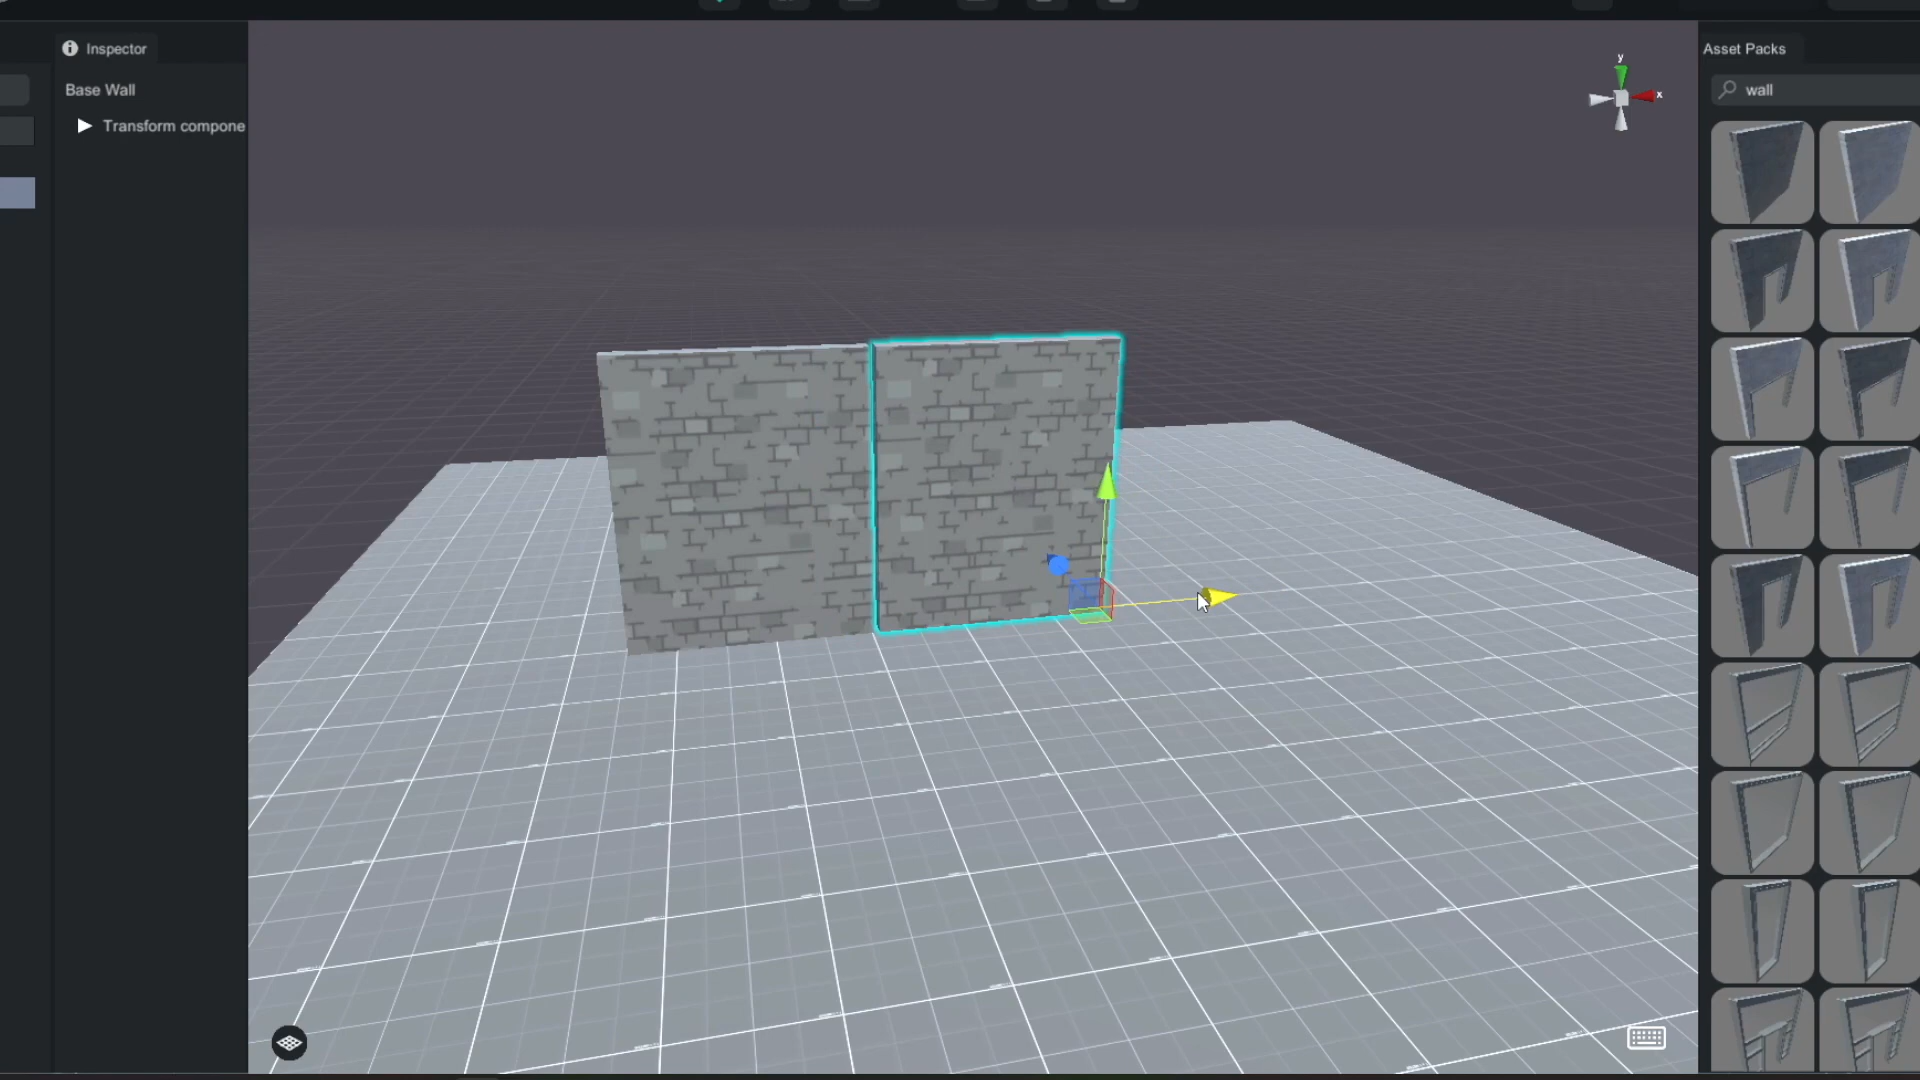 Inspector
Base Wall
Transform compone
y
x
Asset Packs
wall